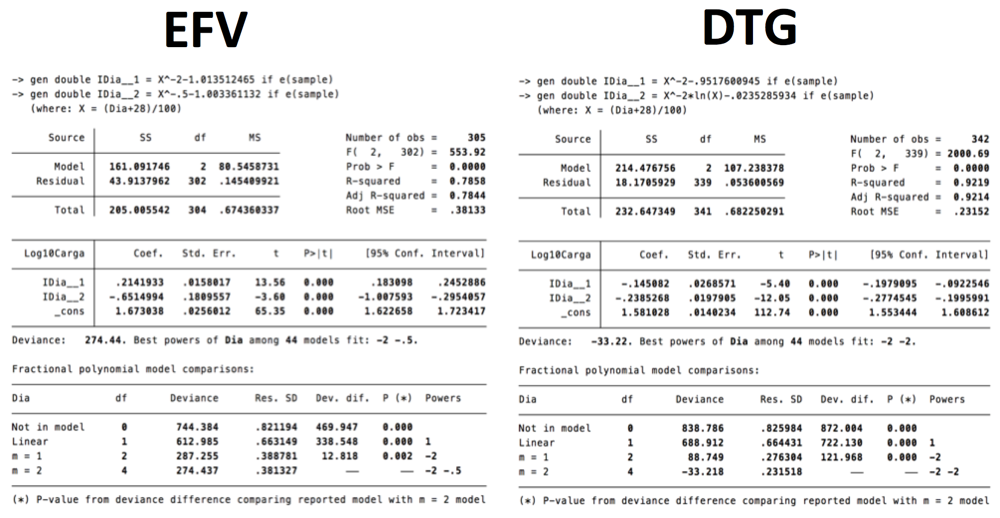 EFV
-> gen double IDia__1 = X^-2-1.013512465 if e(sample)
-> gen double IDia__2 = X^-.5-1.003361132 if e(sample)
(where: X = (Dia+28)/100)
Source SS df MS
Model 161.091746 2 80.5458731
Residual 43.9137962 302 .145409921
Total 205.005542 304 .674360337
Number of obs = 305
F( 2, 302) = 553.92
Prob > F = 0.0000
R-squared = 0.7858
Adj R-squared = 0.7844
Root MSE = .38133
Log10Carga Coef. Std. Err. t P>|t| [95% Conf. Interval]
IDia__1 .2141933 .0158017 13.56 0.000 .183098 .2452886
IDia__2 -.6514994 .1809557 -3.60 0.000 -1.007593 -.2954057
_cons 1.673038 .0256012 65.35 0.000 1.622658 1.723417
Deviance: 274.44. Best powers of Dia among 44 models fit: -2 -.5.
Fractional polynomial model comparisons:
Dia df Deviance Res. SD Dev. dif. P (*) Powers
Not in model 0 744.384 .821194 469.947 0.000
Linear 1 612.985 .663149 338.548 0.000 1
m = 1 2 287.255 .388781 12.818 0.002 -2
m = 2 4 274.437 .381327 — — -2 -.5
(*) P-value from deviance difference comparing reported model with m = 2 model
DTG
-> gen double IDia__1 = X^-2-.9517600945 if e(sample)
-> gen double IDia__2 = X^-2*ln(X)-.0235285934 if e(sample)
(where: X = (Dia+28)/100)
Source SS df MS
Model 214.476756 2 107.238378
Residual 18.1705929 339 .053600569
Total 232.647349 341 .682250291
Number of obs = 342
F( 2, 339) = 2000.69
Prob > F = 0.0000
R-squared = 0.9219
Adj R-squared = 0.9214
Root MSE = .23152
Log10Carga Coef. Std. Err. t P>|t| [95% Conf. Interval]
IDia__1 -.145082 .0268571 -5.40 0.000 -.1979095 -.0922546
IDia__2 -.2385268 .0197905 -12.05 0.000 -.2774545 -.1995991
_cons 1.581028 .0140234 112.74 0.000 1.553444 1.608612
Deviance: -33.22. Best powers of Dia among 44 models fit: -2 -2.
Fractional polynomial model comparisons:
Dia df Deviance Res. SD Dev. dif. P (*) Powers
Not in model 0 838.786 .825984 872.004 0.000
Linear 1 688.912 .664431 722.130 0.000 1
m = 1 2 88.749 .276304 121.968 0.000 -2
m = 2 4 -33.218 .231518 — — -2 -2
(*) P-value from deviance difference comparing reported model with m = 2 model